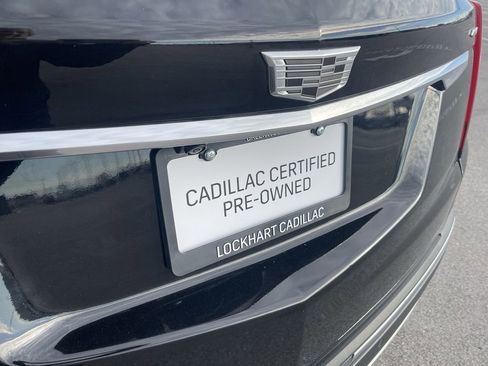 CADILLAC CERTIFIED
PRE-OWNED
LOCKHART CADILLAC